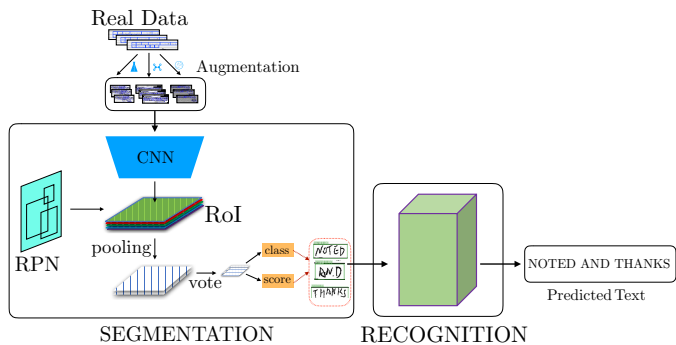 Real Data
Augmentation
CNN
RoI
RPN
pooling
vote
class
score
NOTED
THANKS
SEGMENTATION
RECOGNITION
NOTED AND THANKS
Predicted Text